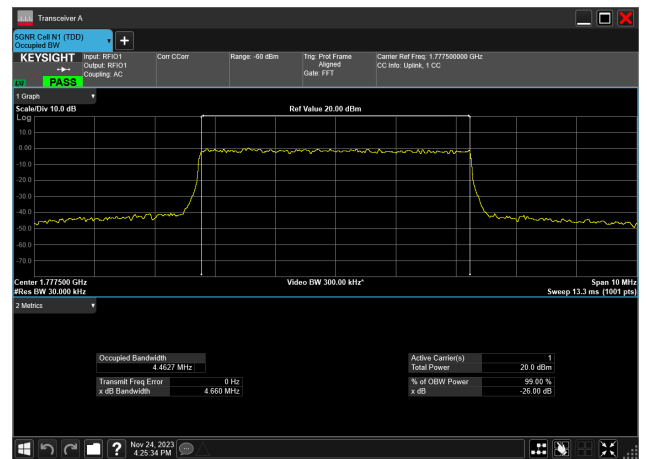 Transceiver A
5GNR Cell N1 (TDD)
Occupied BW
KEYSIGHT
Input: RFIO1
Output: RFIO1
Coupling: AC
Corr CCorr
Range: -60 dBm
Trig: Prot Frame
Aligned
Gate: FFT
Carrier Ref Freq: 1.777500000 GHz
CC Info: Uplink, 1 CC
PASS
1 Graph
Scale/Div 10.0 dB
Ref Value 20.00 dBm
Log
10.0
0.00
-10.0
-20.0
-30.0
-40.0
-50.0
-60.0
-70.0
Center 1.777500 GHz
Video BW 300.00 kHz*
Span 10 MHz
#Res BW 30.000 kHz
Sweep 13.3 ms (1001 pts)
2 Metrics
Occupied Bandwidth
4.4627 MHz
Active Carrier(s) 1
Total Power 20.0 dBm
Transmit Freq Error 0 Hz
x dB Bandwidth 4.660 MHz
% of OBW Power 99.00 %
x dB -26.00 dB
?
Nov 24, 2023
4:25:34 PM